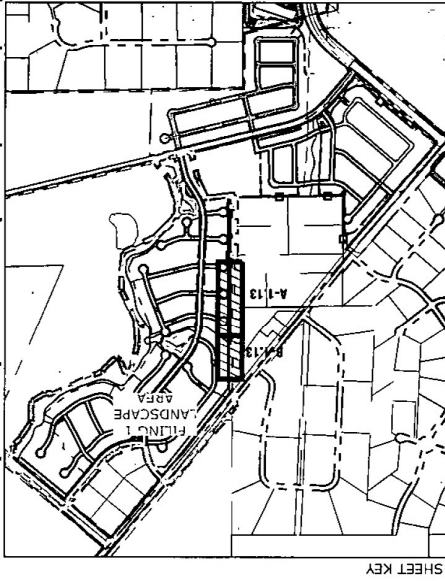 SHEET KEY
FILING 1
LANDSCAPE
AREA
B-1.13
A-1.13